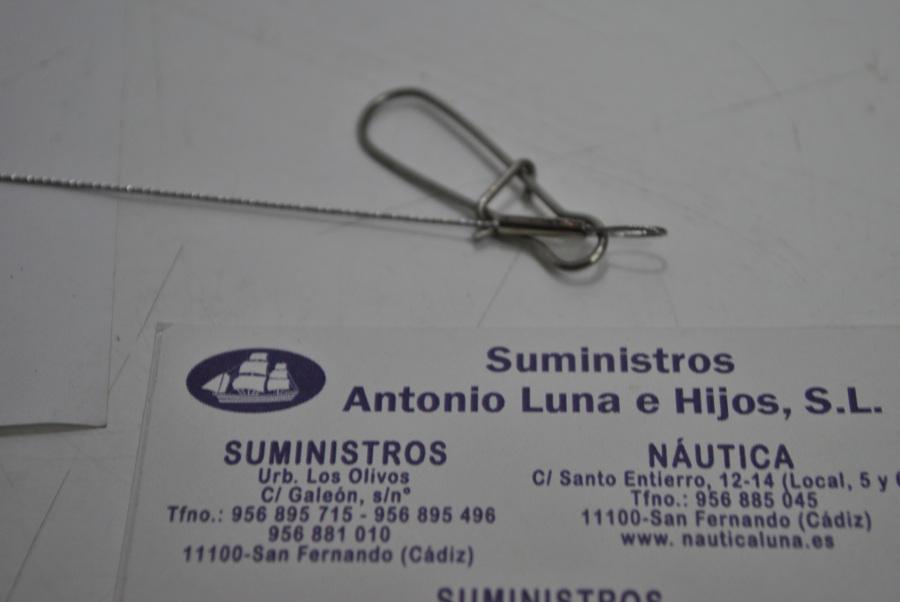 Suministros
Antonio Luna e Hijos, S.L.
SUMINISTROS
Urb. Los Olivos
C/ Galeón, s/nº
Tfno.: 956 895 715 - 956 895 496
956 881 010
11100-San Fernando (Cádiz)
NÁUTICA
C/ Santo Entierro, 12-14 (Local, 5 y
Tfno.: 956 885 045
11100-San Fernando (Cádiz)
www. nauticaluna.es
SUMINISTROS